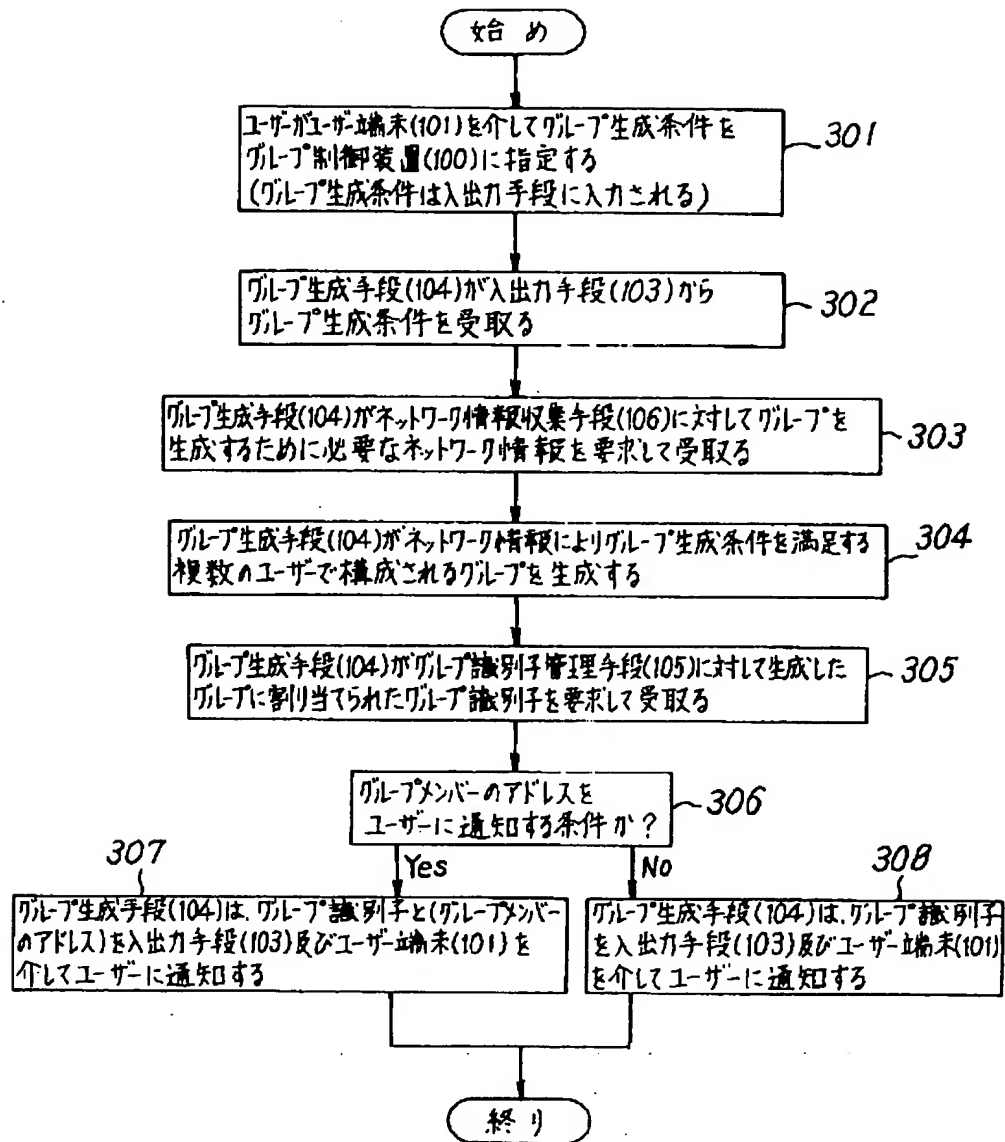 始め
ユーザーがユーザー端末(101)を介してグループ生成条件を
グループ制御装置(100)に指定する
(グループ生成条件は入出力手段に入力される)
301
グループ生成手段(104)が入出力手段(103)から
グループ生成条件を受取る
302
グループ生成手段(104)がネットワーク情報収集手段(106)に対してグループを
生成するために必要なネットワーク情報を要求して受取る
303
グループ生成手段(104)がネットワーク情報によりグループ生成条件を満足する
複数のユーザーで構成されるグループを生成する
304
グループ生成手段(104)がグループ識別子管理手段(105)に対して生成した
グループに割り当てられたグループ識別子を要求して受取る
305
グループメンバーのアドレスを
ユーザーに通知する条件か?
306
Yes
No
307
グループ生成手段(104)は、グループ識別子と(グループメンバー
のアドレス)を入出力手段(103)及びユーザー端末(101)を
介してユーザーに通知する
308
グループ生成手段(104)は、グループ識別子
を入出力手段(103)及びユーザー端末(101)
を介してユーザーに通知する
終り